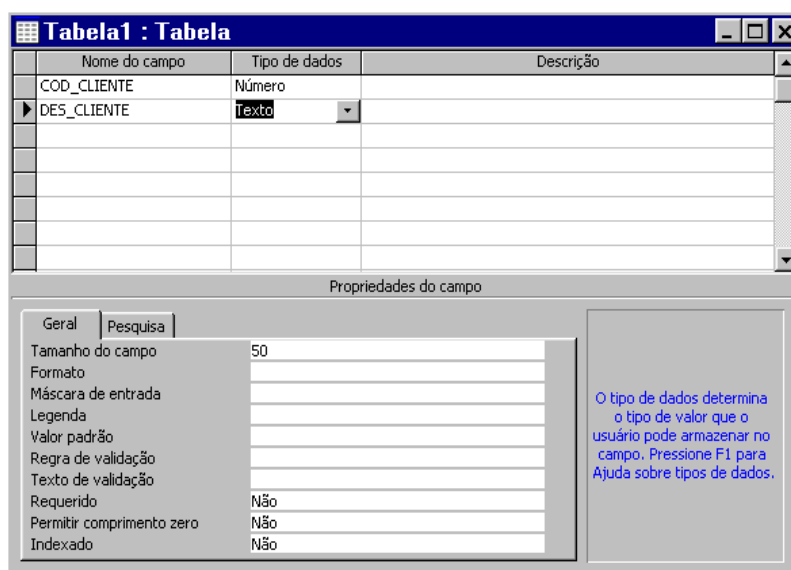 Tabela1 : Tabela
Nome do campo Tipo de dados Descrição
COD_CLIENTE Número
DES_CLIENTE Texto
Propriedades do campo
Geral Pesquisa
Tamanho do campo 50
Formato
Máscara de entrada
Legenda
Valor padrão
Regra de validação
Texto de validação
Requerido Não
Permitir comprimento zero Não
Indexado Não
O tipo de dados determina
o tipo de valor que o
usuário pode armazenar no
campo. Pressione F1 para
Ajuda sobre tipos de dados.